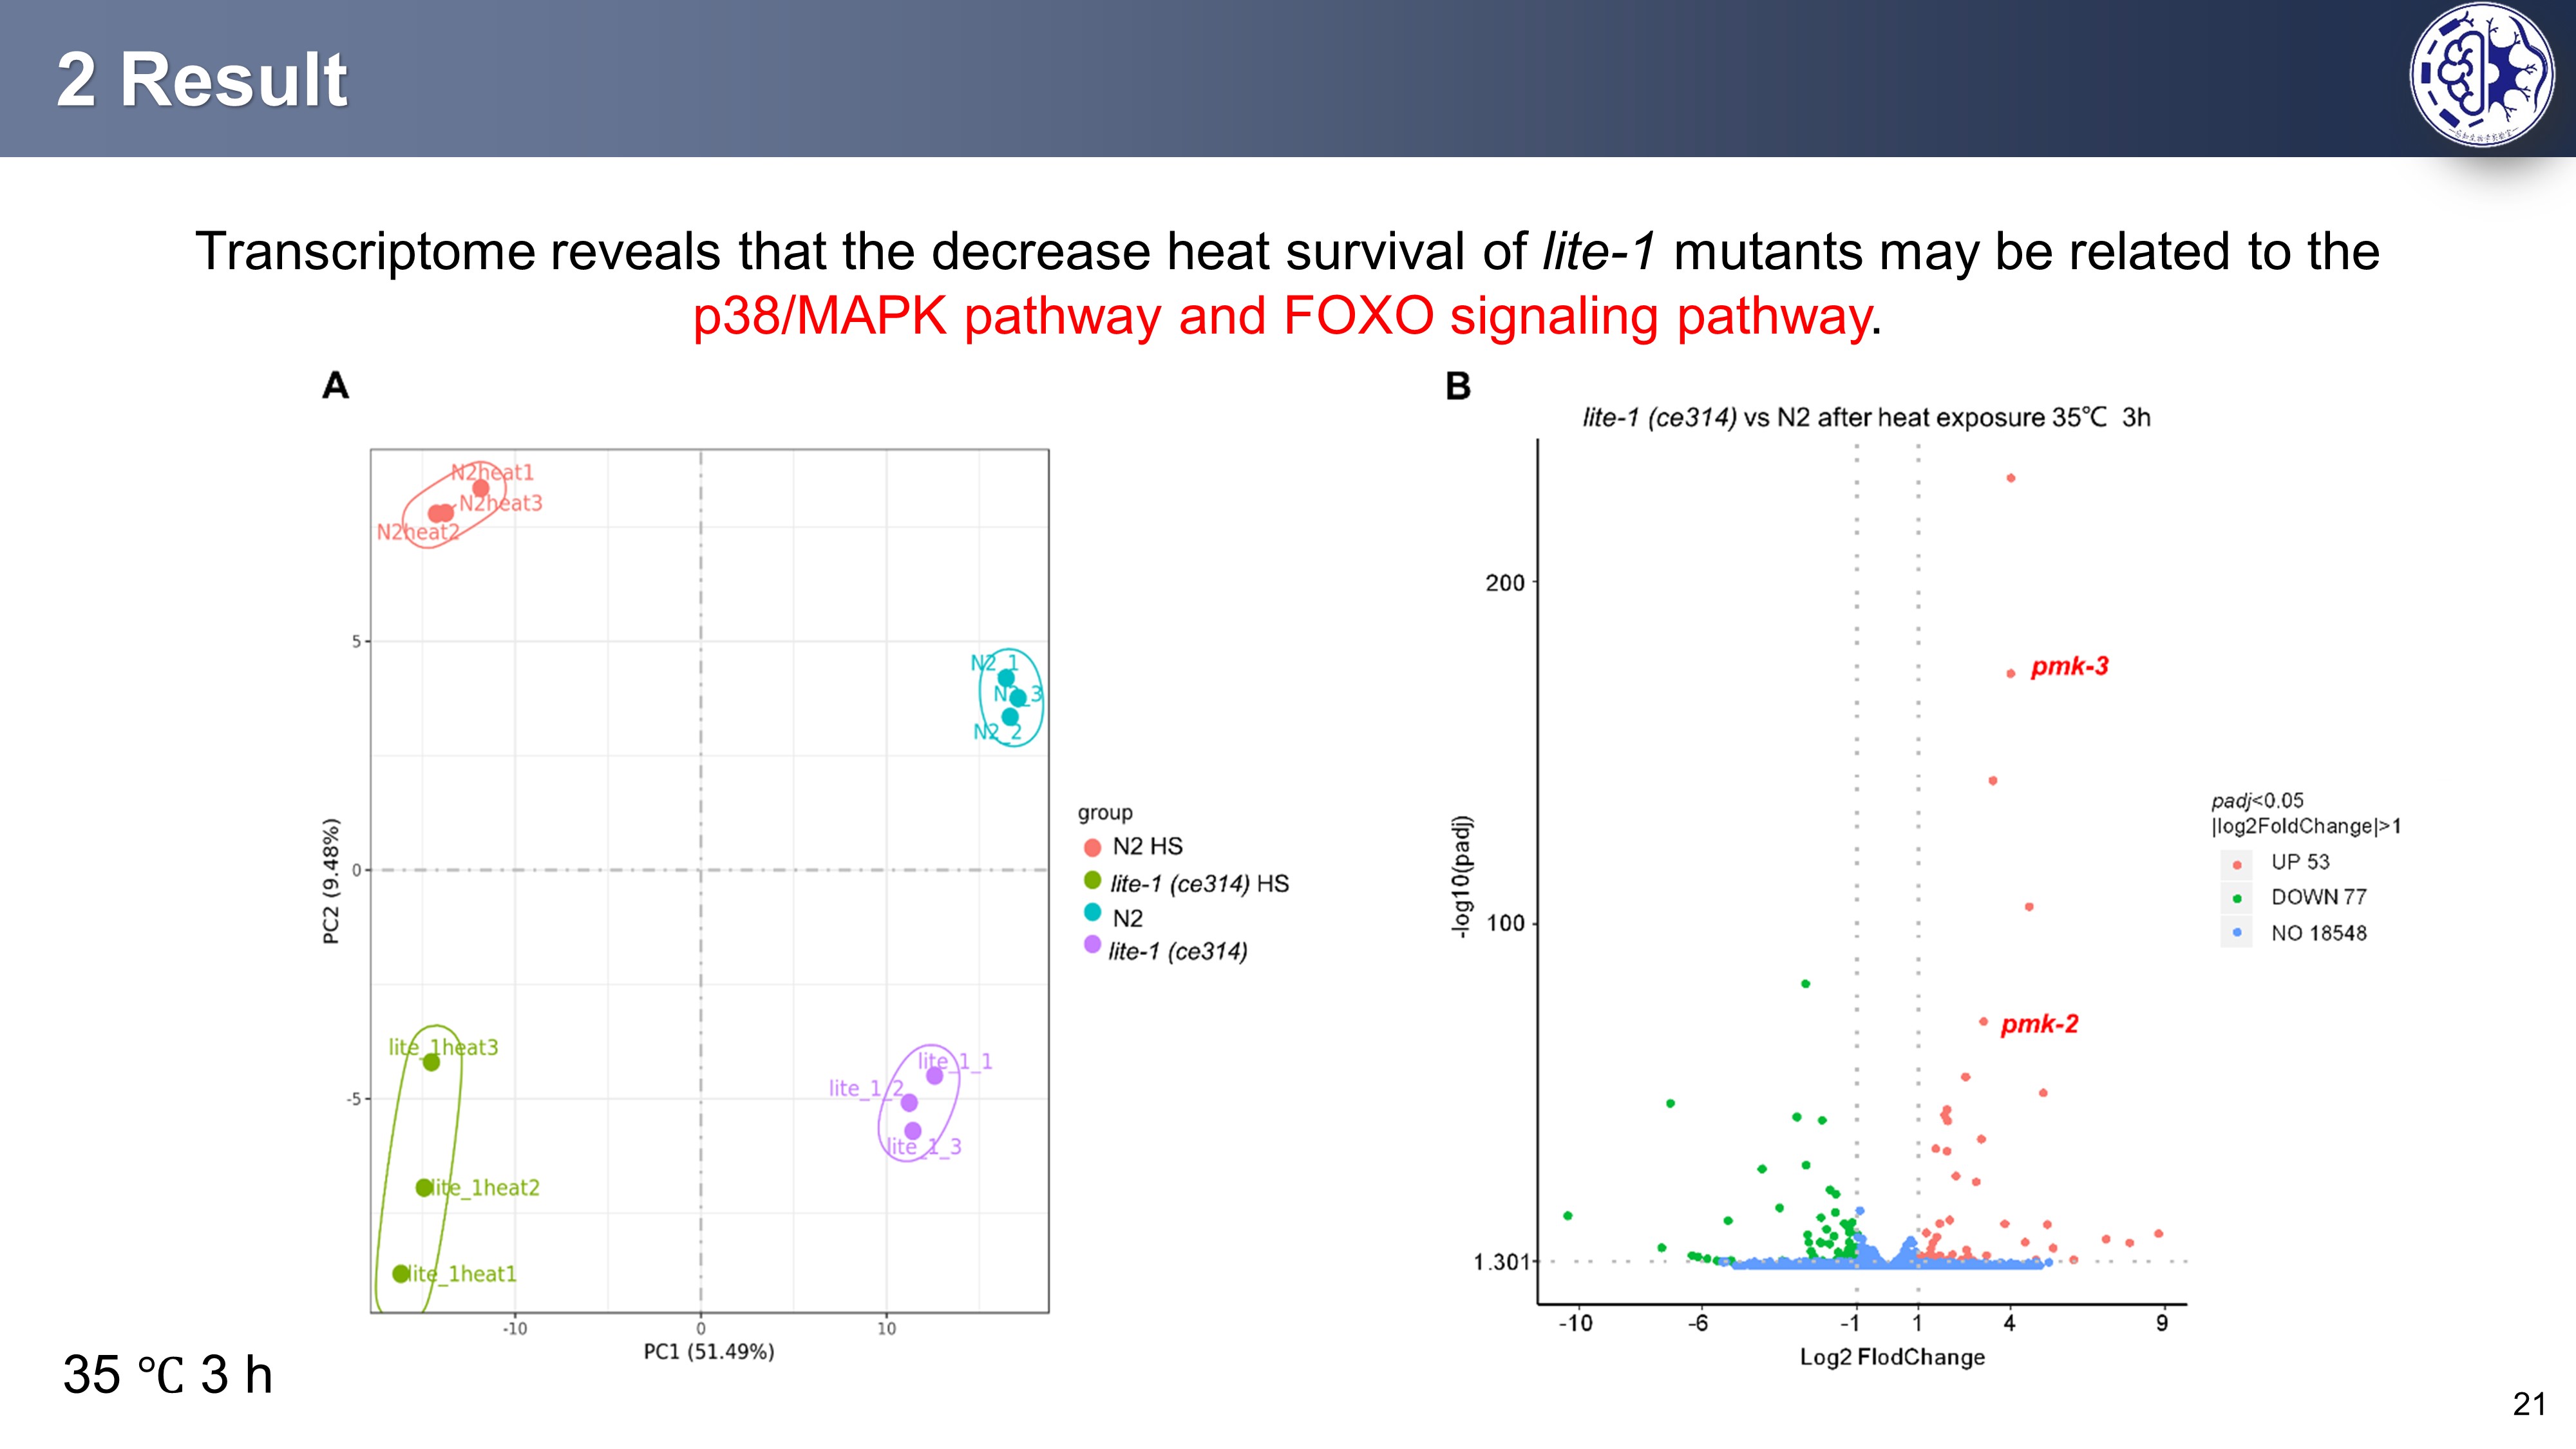 2 Result
Transcriptome reveals that the decrease heat survival of lite-1 mutants may be related to the
p38/MAPK pathway and FOXO signaling pathway.
A
N2heat1
N2heat3
N2heat2
N2_1
N2_3
N2_2
lite_1heat3
lite_1heat2
lite_1heat1
lite_1_1
lite_1_2
lite_1_3
5
0
-5
-10
0
10
PC2 (9.48%)
PC1 (51.49%)
group
N2 HS
lite-1 (ce314) HS
N2
lite-1 (ce314)
B
lite-1 (ce314) vs N2 after heat exposure 35℃ 3h
200
100
1.301
-log10(padj)
pmk-3
pmk-2
-10
-6
-1
1
4
9
Log2 FlodChange
padj<0.05
|log2FoldChange|>1
UP 53
DOWN 77
NO 18548
35 ℃ 3 h
21